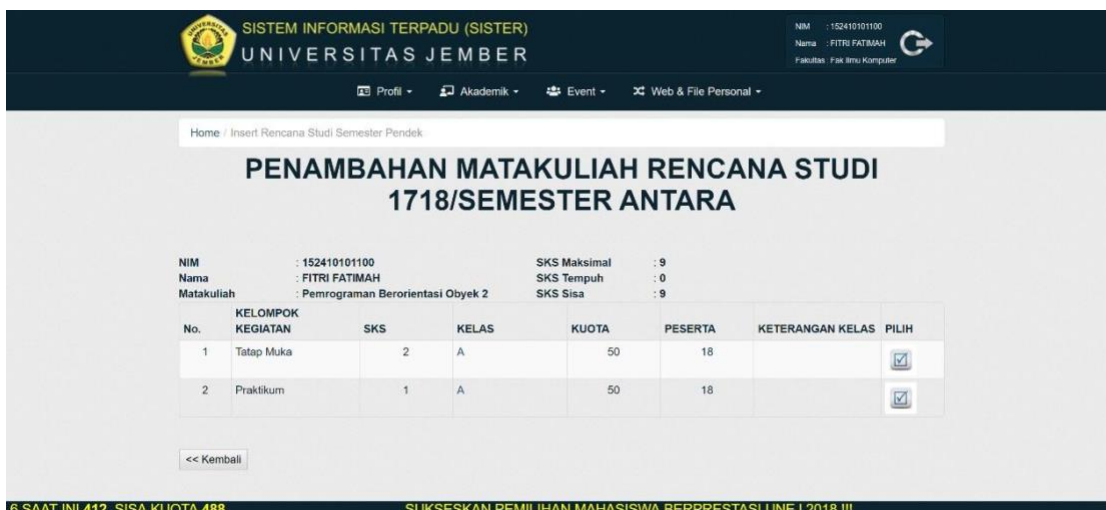 SISTEM INFORMASI TERPADU (SISTER)
UNIVERSITAS JEMBER
NIM : 152410101100
Nama : FITRI FATIMAH
Fakultas : Fak Ilmu Komputer
Profil Akademik Event Web & File Personal
Home / Insert Rencana Studi Semester Pendek
PENAMBAHAN MATAKULIAH RENCANA STUDI
1718/SEMESTER ANTARA
NIM : 152410101100 SKS Maksimal : 9
Nama : FITRI FATIMAH SKS Tempuh : 0
Matakuliah : Pemrograman Berorientasi Obyek 2 SKS Sisa : 9
No. KELOMPOK KEGIATAN SKS KELAS KUOTA PESERTA KETERANGAN KELAS PILIH
1 Tatap Muka 2 A 50 18
2 Praktikum 1 A 50 18
<< Kembali
6 SAAT INI 412, SISA KUOTA 488 SUKSESKAN PEMILIHAN MAHASISWA BERPRESTASI UNEJ 2018 !!!